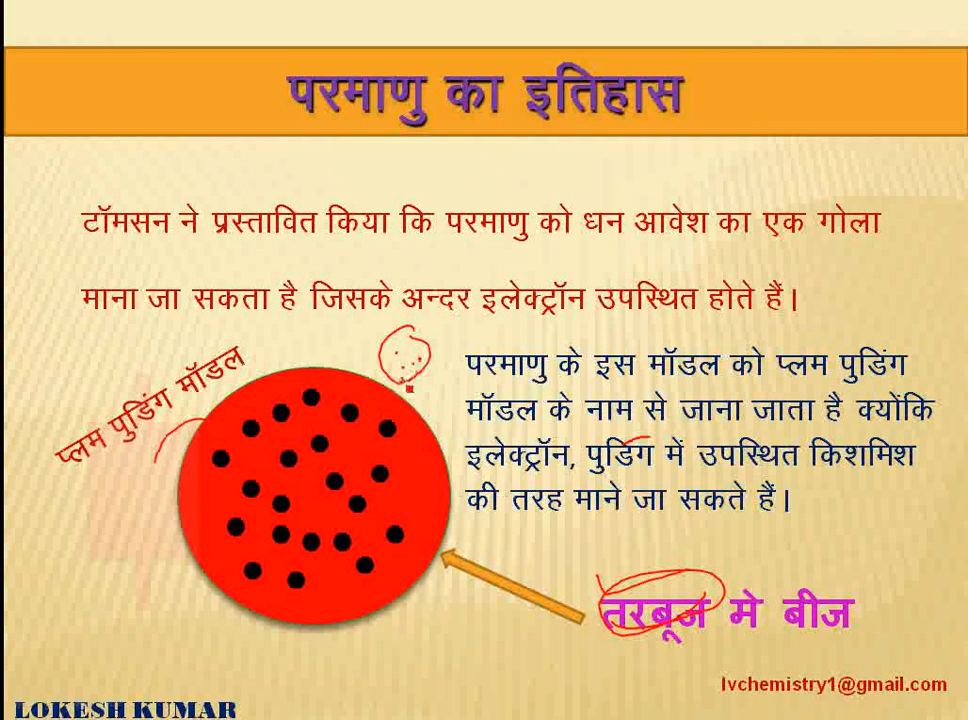 परमाणु का इतिहास
टॉमसन ने प्रस्तावित किया कि परमाणु को धन आवेश का एक गोला
माना जा सकता है जिसके अन्दर इलेक्ट्रॉन उपस्थित होते हैं।
प्लम पुडिंग मॉडल
परमाणु के इस मॉडल को प्लम पुडिंग
मॉडल के नाम से जाना जाता है क्योंकि
इलेक्ट्रॉन, पुडिंग में उपस्थित किशमिश
की तरह माने जा सकते हैं।
तरबूज मे बीज
lvchemistry1@gmail.com
LOKESH KUMAR